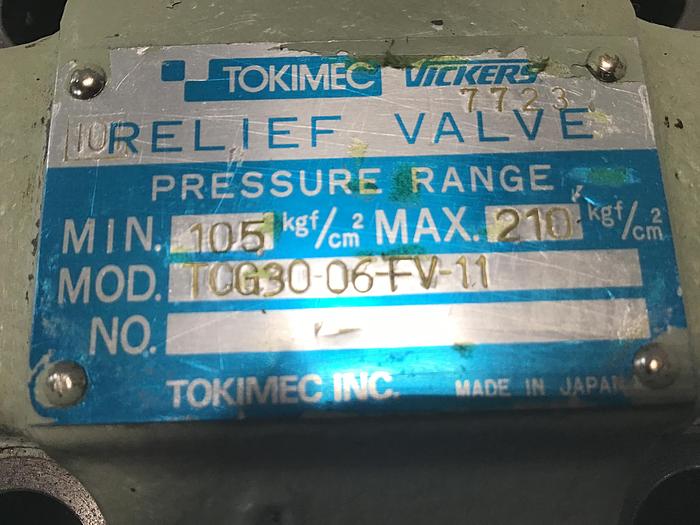 TOKIMEC VICKERS
7723
10 RELIEF VALVE
PRESSURE RANGE
MIN. 105 kgf/cm2 MAX. 210 kgf/cm2
MOD. TCG30-06-FV-11
NO. -
TOKIMEC INC. MADE IN JAPAN